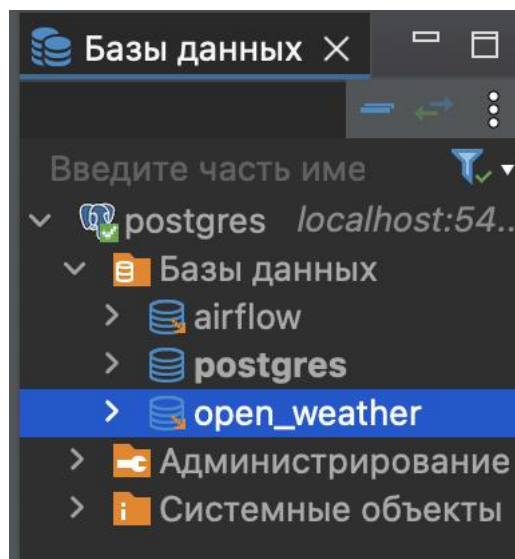 Базы данных
Введите часть име
postgres localhost:54..
Базы данных
airflow
postgres
open_weather
Администрирование
Системные объекты